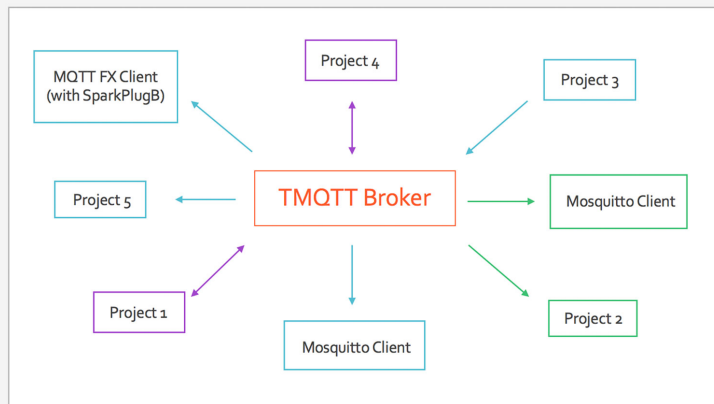 Project 4
MQTT FX Client
(with SparkPlugB)
Project 3
TMQTT Broker
Project 5
Mosquitto Client
Project 1
Project 2
Mosquitto Client